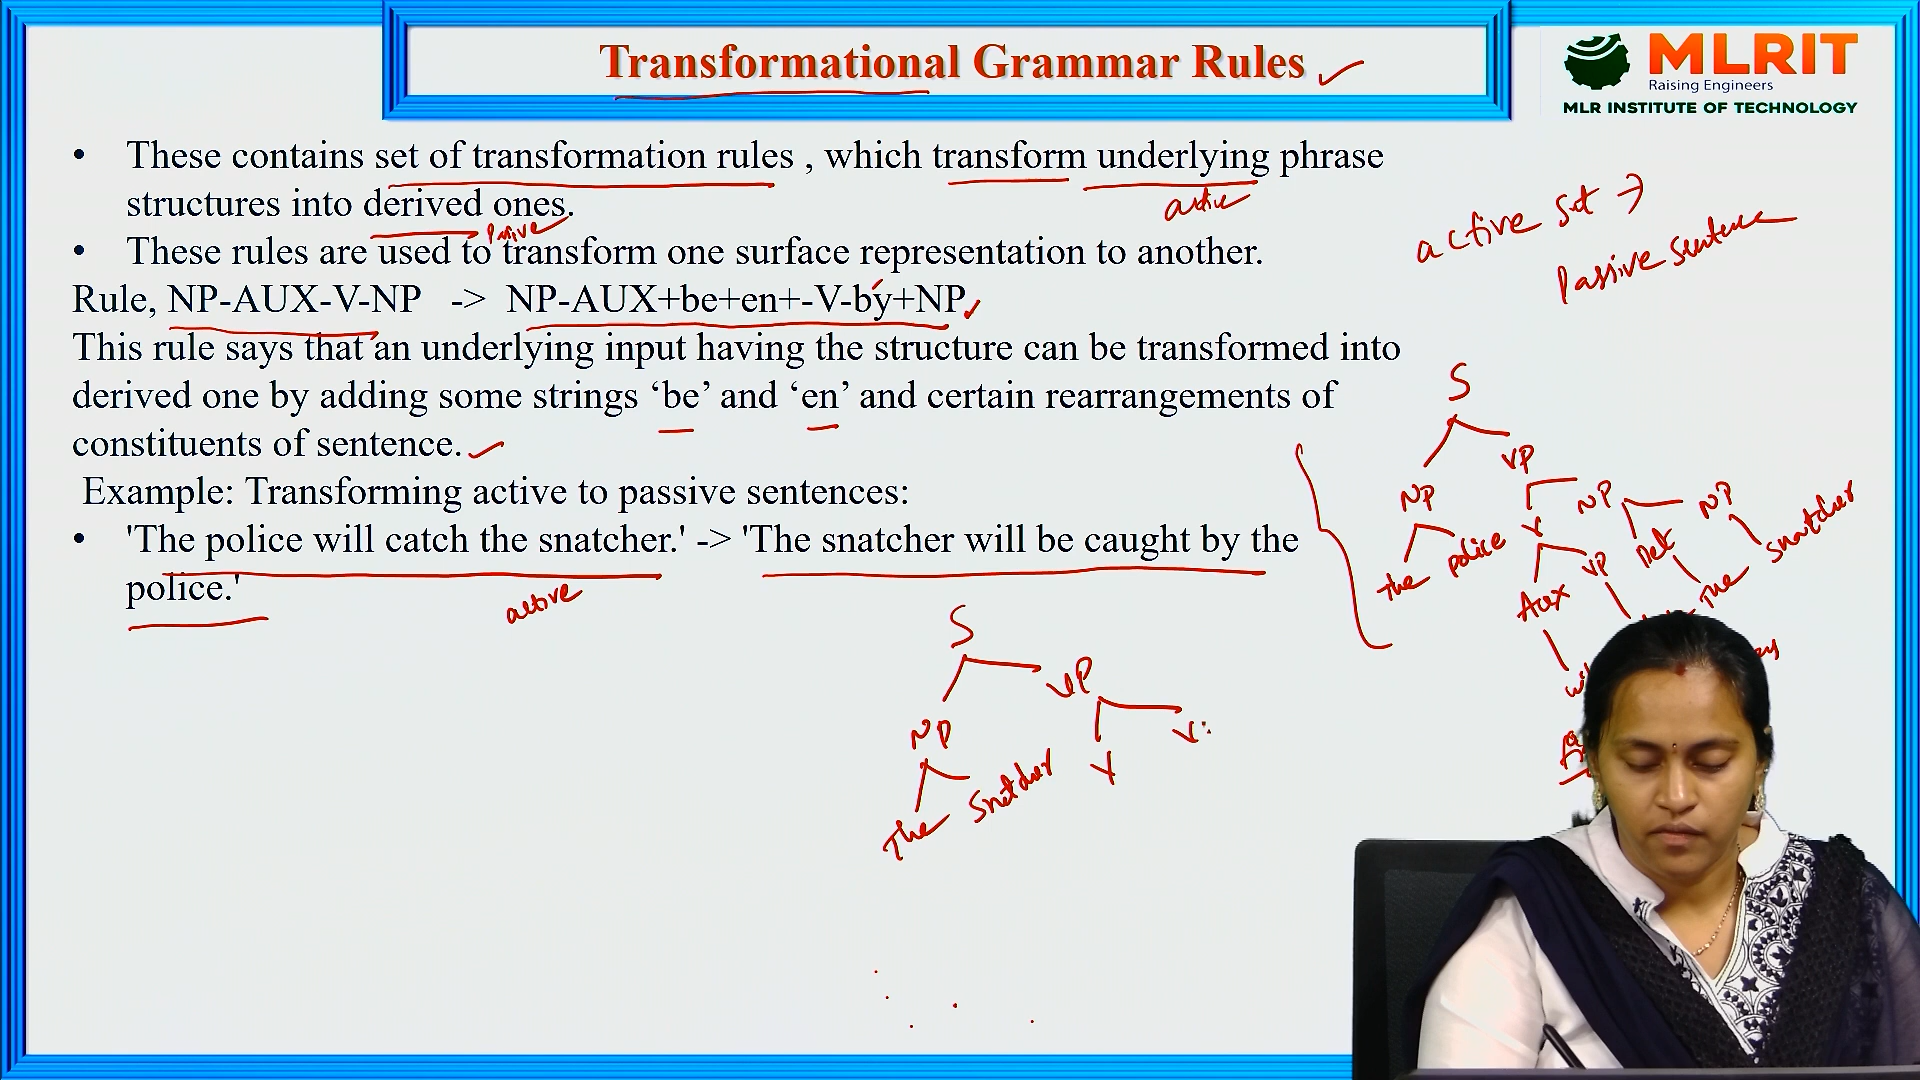 Transformational Grammar Rules
MLRIT
Raising Engineers
MLR INSTITUTE OF TECHNOLOGY
• These contains set of transformation rules , which transform underlying phrase
structures into derived ones.
active
• These rules are used to transform one surface representation to another.
active set →
Passive sentence
Rule, NP-AUX-V-NP -> NP-AUX+be+en+-V-by+NP
This rule says that an underlying input having the structure can be transformed into
derived one by adding some strings ‘be’ and ‘en’ and certain rearrangements of
constituents of sentence.
Example: Transforming active to passive sentences:
• 'The police will catch the snatcher.' -> 'The snatcher will be caught by the
police.'
active
S
NP VP
The police
V NP
Aux VP Det NP
The snatcher
S
NP VP
The Snatcher
V